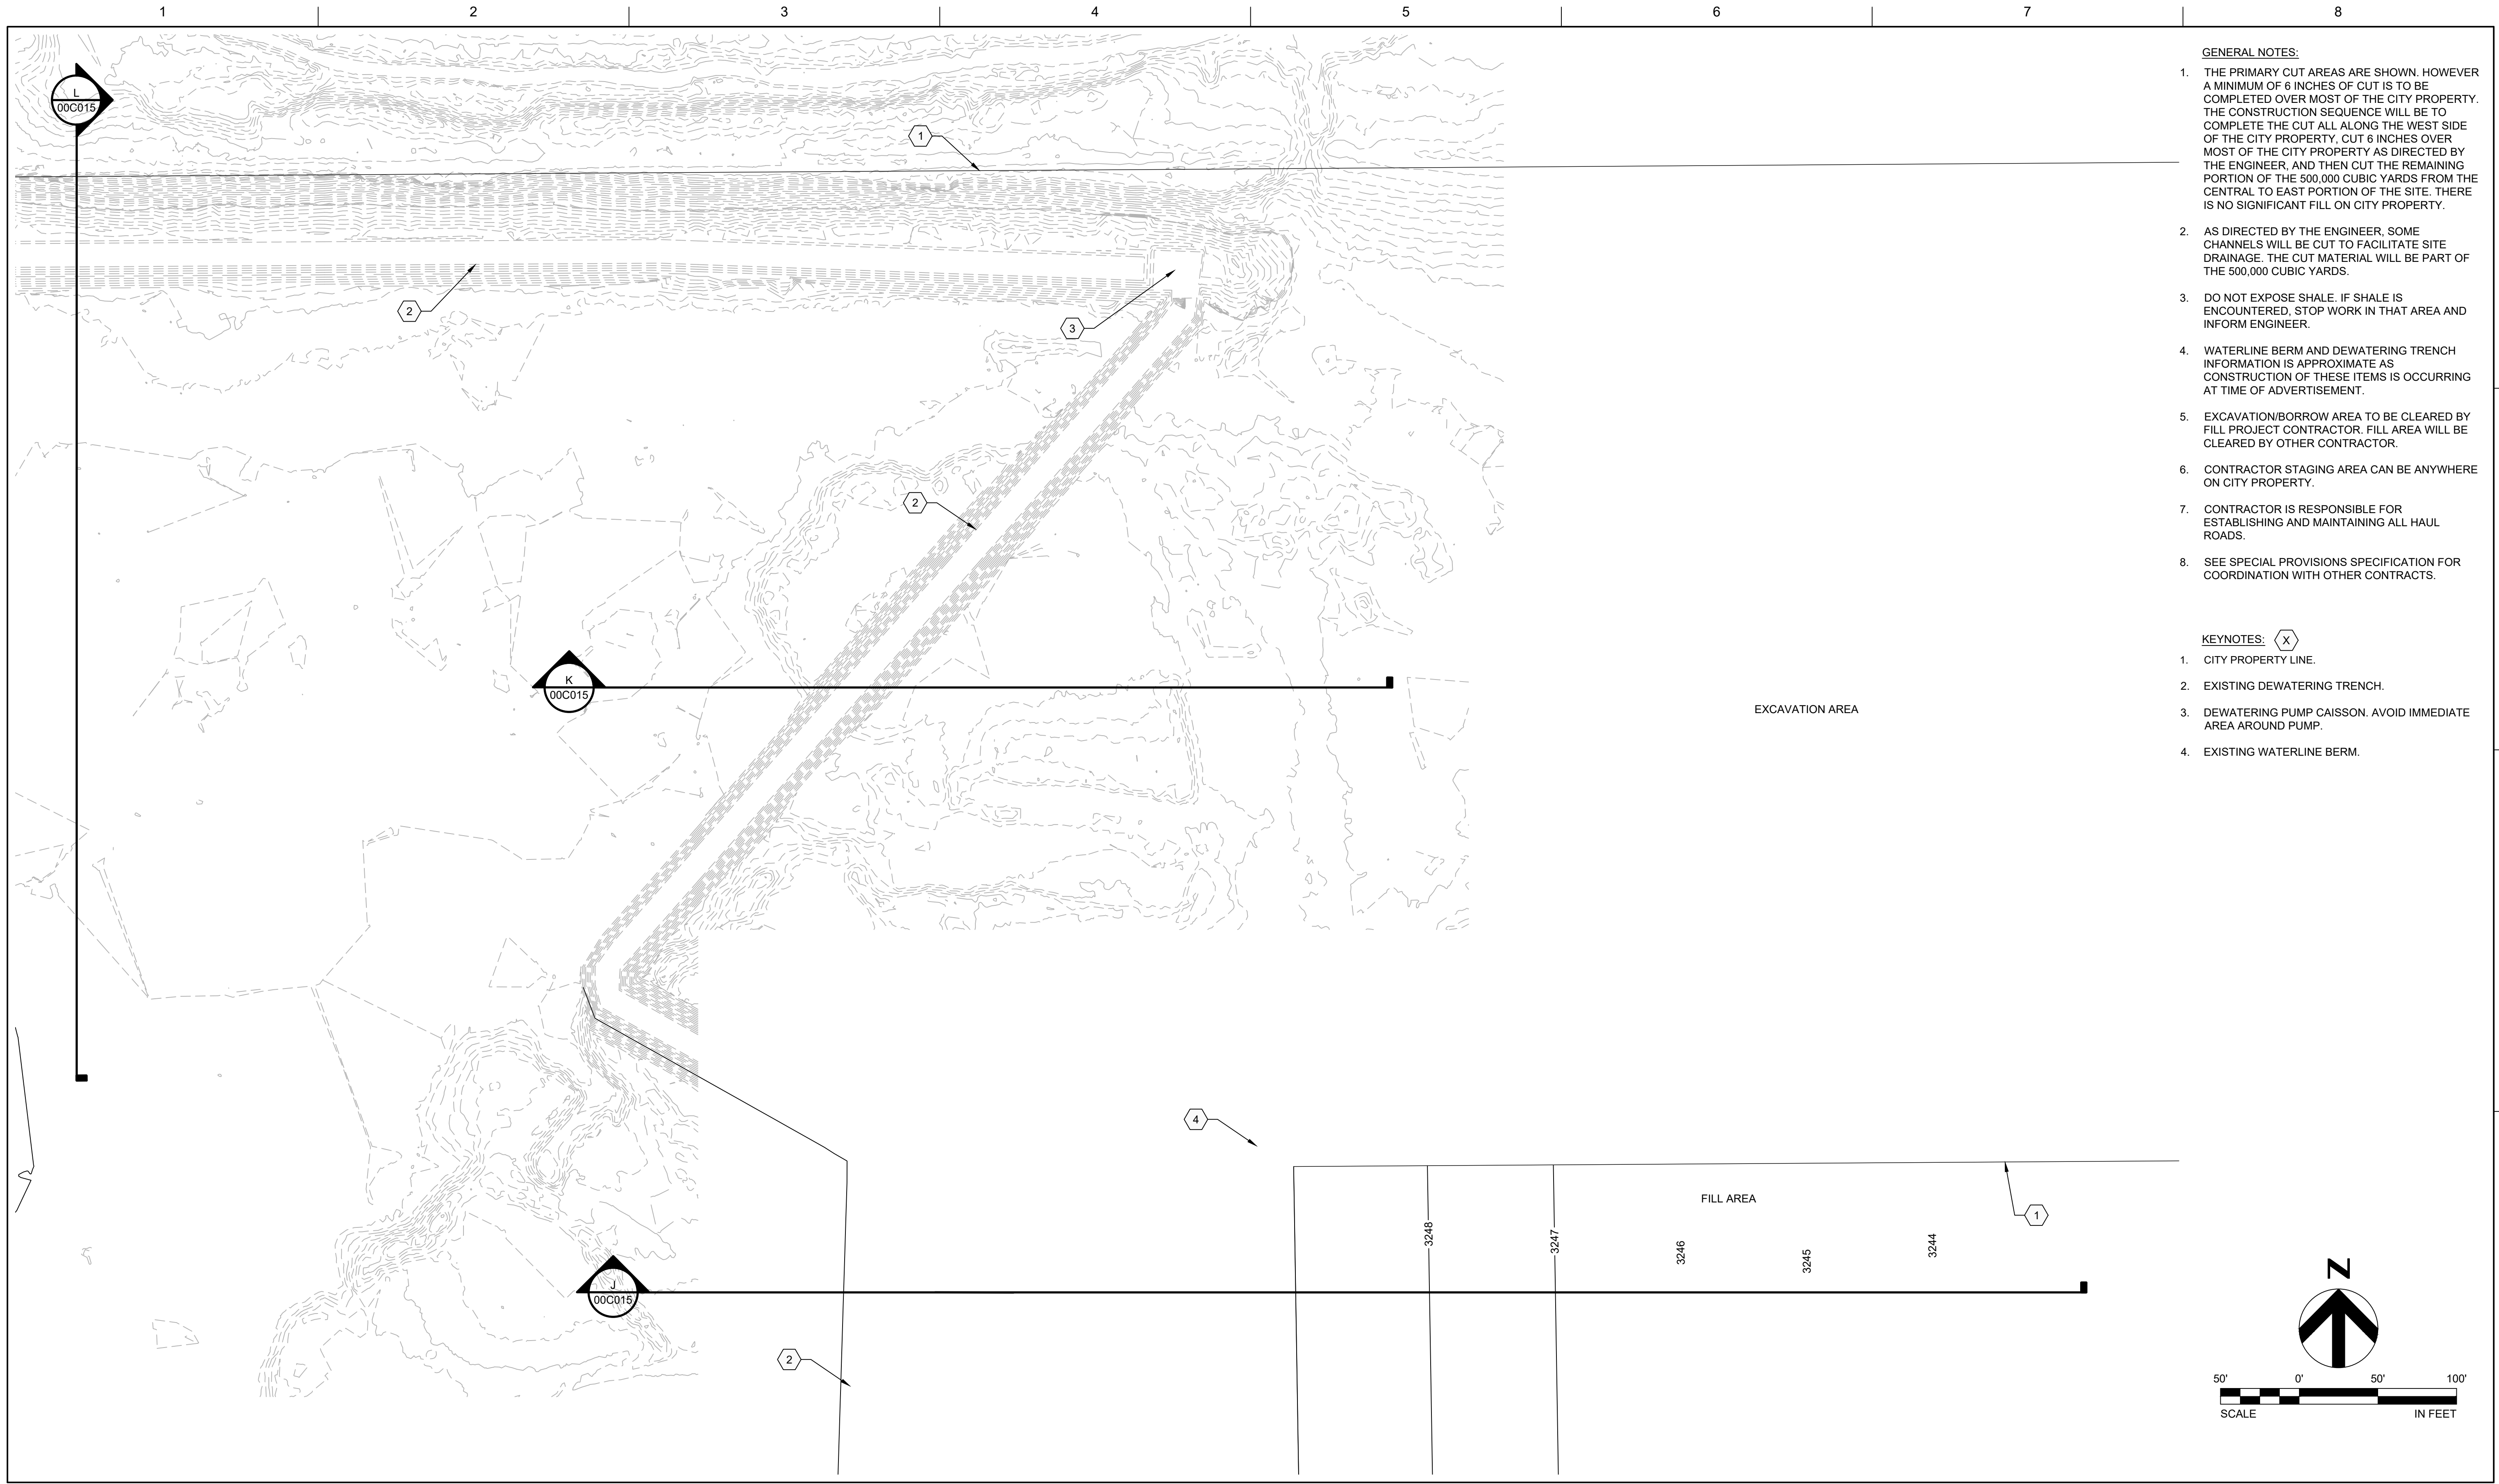 1 2 3 4 5 6 7 8
GENERAL NOTES:
1. THE PRIMARY CUT AREAS ARE SHOWN. HOWEVER
A MINIMUM OF 6 INCHES OF CUT IS TO BE
COMPLETED OVER MOST OF THE CITY PROPERTY.
THE CONSTRUCTION SEQUENCE WILL BE TO
COMPLETE THE CUT ALL ALONG THE WEST SIDE
OF THE CITY PROPERTY, CUT 6 INCHES OVER
MOST OF THE CITY PROPERTY AS DIRECTED BY
THE ENGINEER, AND THEN CUT THE REMAINING
PORTION OF THE 500,000 CUBIC YARDS FROM THE
CENTRAL TO EAST PORTION OF THE SITE. THERE
IS NO SIGNIFICANT FILL ON CITY PROPERTY.
2. AS DIRECTED BY THE ENGINEER, SOME
CHANNELS WILL BE CUT TO FACILITATE SITE
DRAINAGE. THE CUT MATERIAL WILL BE PART OF
THE 500,000 CUBIC YARDS.
3. DO NOT EXPOSE SHALE. IF SHALE IS
ENCOUNTERED, STOP WORK IN THAT AREA AND
INFORM ENGINEER.
4. WATERLINE BERM AND DEWATERING TRENCH
INFORMATION IS APPROXIMATE AS
CONSTRUCTION OF THESE ITEMS IS OCCURRING
AT TIME OF ADVERTISEMENT.
5. EXCAVATION/BORROW AREA TO BE CLEARED BY
FILL PROJECT CONTRACTOR. FILL AREA WILL BE
CLEARED BY OTHER CONTRACTOR.
6. CONTRACTOR STAGING AREA CAN BE ANYWHERE
ON CITY PROPERTY.
7. CONTRACTOR IS RESPONSIBLE FOR
ESTABLISHING AND MAINTAINING ALL HAUL
ROADS.
8. SEE SPECIAL PROVISIONS SPECIFICATION FOR
COORDINATION WITH OTHER CONTRACTS.
KEYNOTES: X
1. CITY PROPERTY LINE.
2. EXISTING DEWATERING TRENCH.
3. DEWATERING PUMP CAISSON. AVOID IMMEDIATE
AREA AROUND PUMP.
4. EXISTING WATERLINE BERM.
L
00C015
1
2
3
2
K
00C015
EXCAVATION AREA
4
FILL AREA
1
3248
3247
3246
3245
3244
J
00C015
2
N
50' 0' 50' 100'
SCALE IN FEET